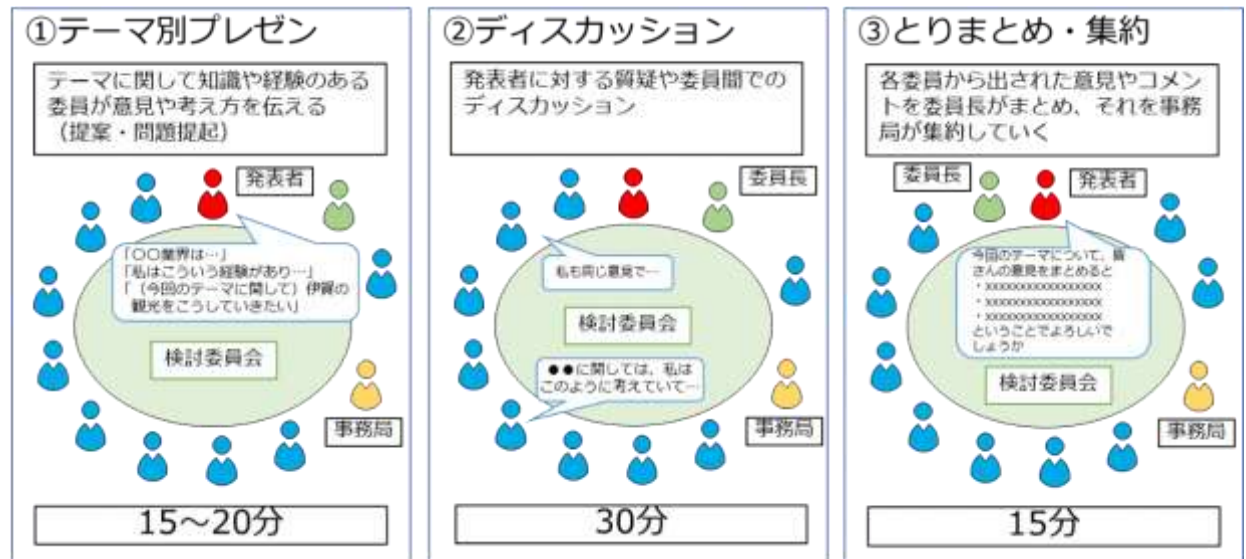 ①テーマ別プレゼン
テーマに関して知識や経験のある
委員が意見や考え方を伝える
（提案・問題提起）
発表者
「〇〇業界は…」
「私はこういう経験があり…」
「（今回のテーマに関して）伊賀の
観光をこうしていきたい」
検討委員会
事務局
15～20分
②ディスカッション
発表者に対する質疑や委員間での
ディスカッション
委員長
私も同じ意見で…
検討委員会
●●に関しては、私は
このように考えていて…
事務局
30分
③とりまとめ・集約
各委員から出された意見やコメン
トを委員長がまとめ、それを事務
局が集約していく
委員長
発表者
今回のテーマについて、皆
さんの意見をまとめると
・xxxxxxxxxxxxxxxxx
・xxxxxxxxxxxxxxxxx
・xxxxxxxxxxxxxxxxx
ということでよろしいで
しょうか
検討委員会
事務局
15分